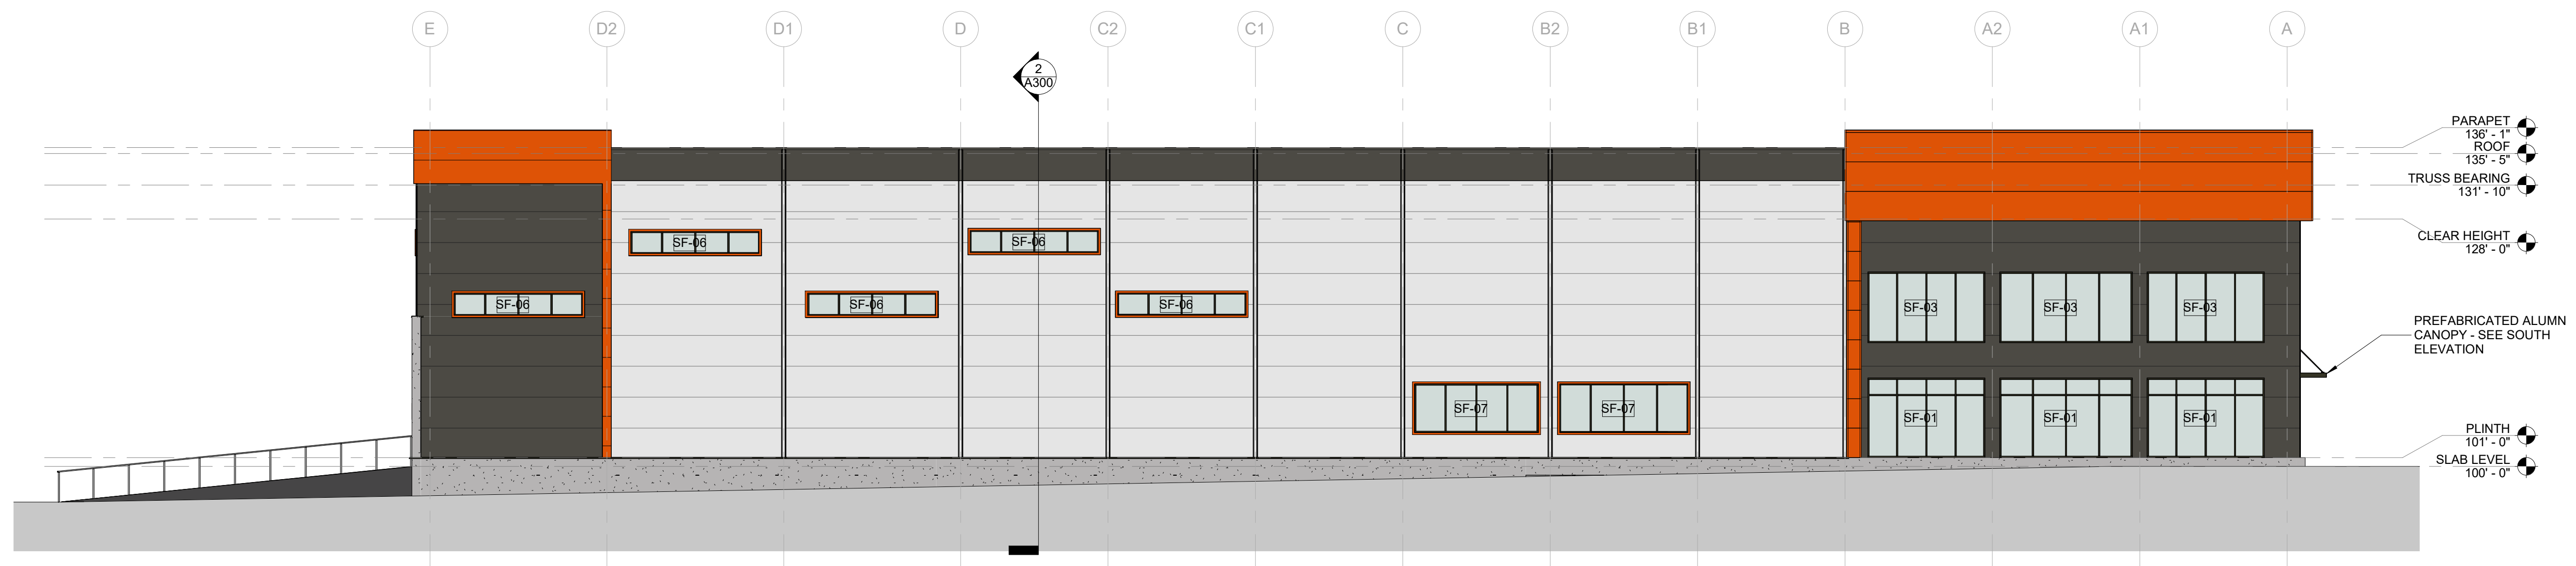 E
D2
D1
D
C2
C1
C
B2
B1
B
A2
A1
A
2
A300
PARAPET
136' - 1"
ROOF
135' - 5"
TRUSS BEARING
131' - 10"
CLEAR HEIGHT
128' - 0"
SF-06
SF-06
SF-06
SF-06
SF-06
SF-03
SF-03
SF-03
PREFABRICATED ALUMN
CANOPY - SEE SOUTH
ELEVATION
SF-07
SF-07
SF-01
SF-01
SF-01
PLINTH
101' - 0"
SLAB LEVEL
100' - 0"